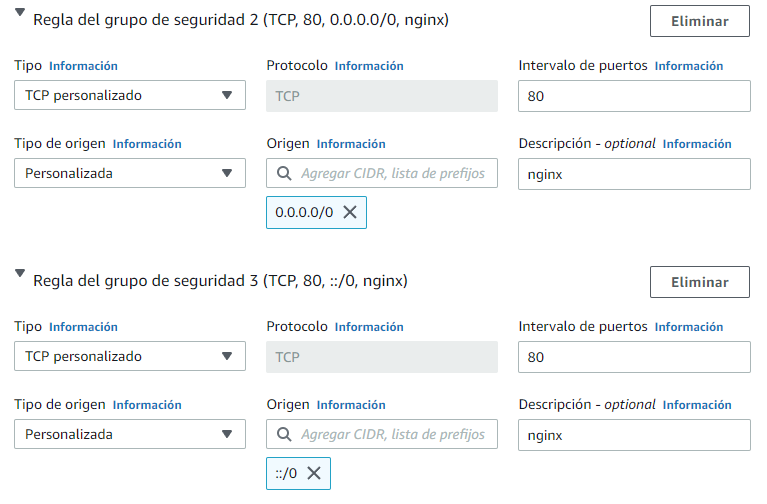 Regla del grupo de seguridad 2 (TCP, 80, 0.0.0.0/0, nginx)
Eliminar
Tipo Información
Protocolo Información
Intervalo de puertos Información
TCP personalizado
TCP
80
Tipo de origen Información
Origen Información
Descripción - optional Información
Personalizada
Agregar CIDR, lista de prefijos
nginx
0.0.0.0/0
Regla del grupo de seguridad 3 (TCP, 80, ::/0, nginx)
Eliminar
Tipo Información
Protocolo Información
Intervalo de puertos Información
TCP personalizado
TCP
80
Tipo de origen Información
Origen Información
Descripción - optional Información
Personalizada
Agregar CIDR, lista de prefijos
nginx
::/0